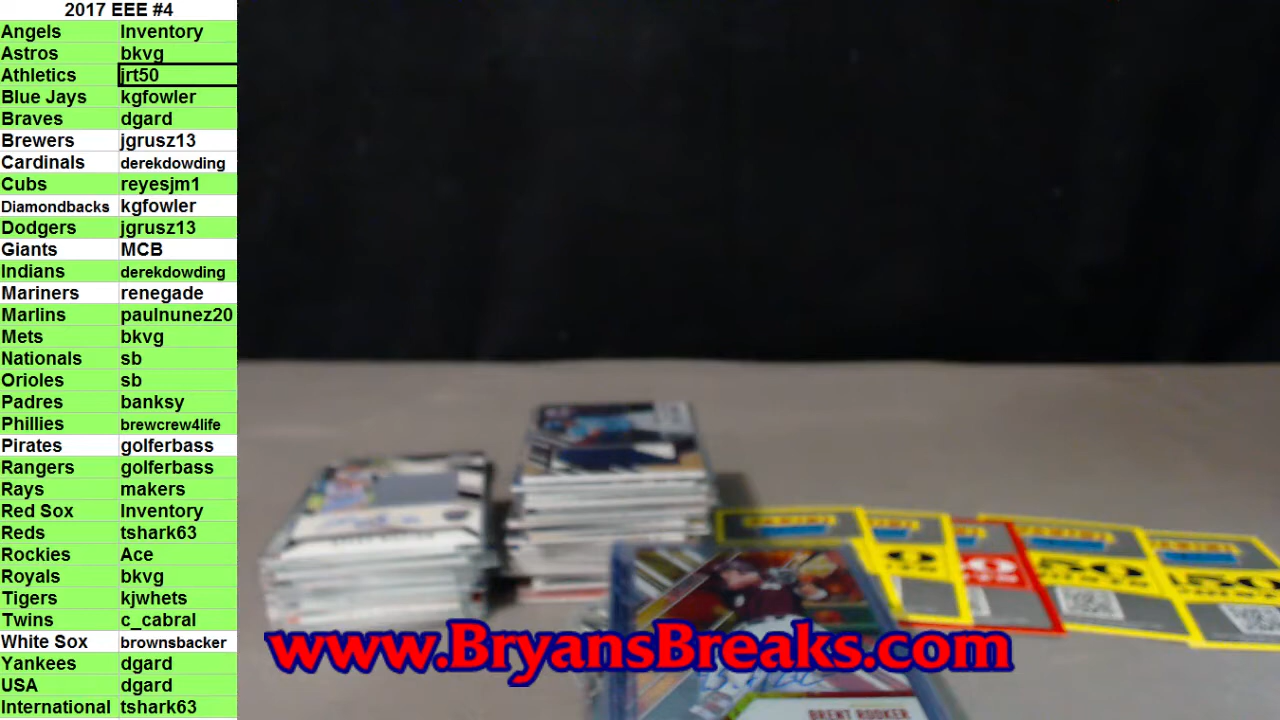 2017 EEE #4
Angels Inventory
Astros bkvg
Athletics jrt50
Blue Jays kgfowler
Braves dgard
Brewers jgrusz13
Cardinals derekdowding
Cubs reyesjm1
Diamondbacks kgfowler
Dodgers jgrusz13
Giants MCB
Indians derekdowding
Mariners renegade
Marlins paulnunez20
Mets bkvg
Nationals sb
Orioles sb
Padres banksy
Phillies brewcrew4life
Pirates golferbass
Rangers golferbass
Rays makers
Red Sox Inventory
Reds tshark63
Rockies Ace
Royals bkvg
Tigers kjwhets
Twins c_cabral
White Sox brownsbacker
Yankees dgard
USA dgard
International tshark63
www.BryansBreaks.com
BRENT ROOKER